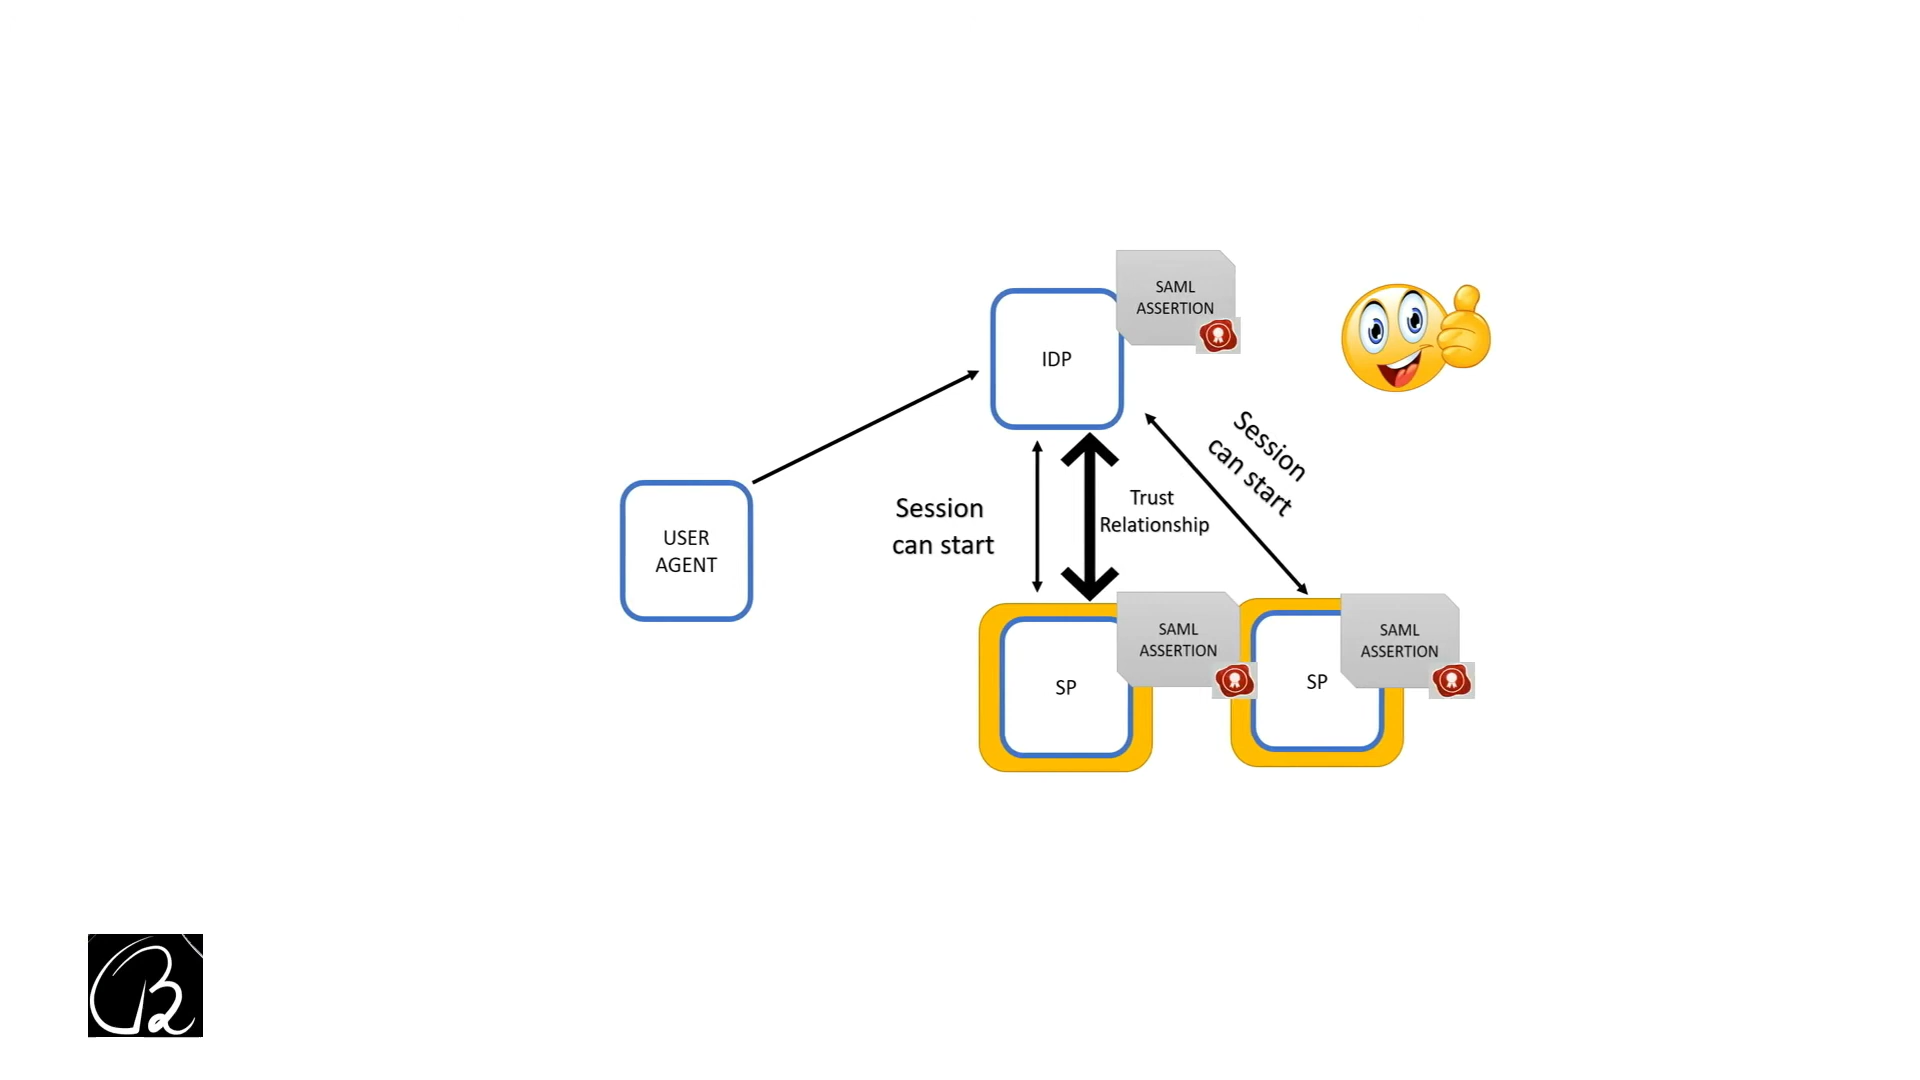 SAML
ASSERTION
IDP
Session
can start
Session
can start
Trust
Relationship
USER
AGENT
SAML
ASSERTION
SP
SAML
ASSERTION
SP